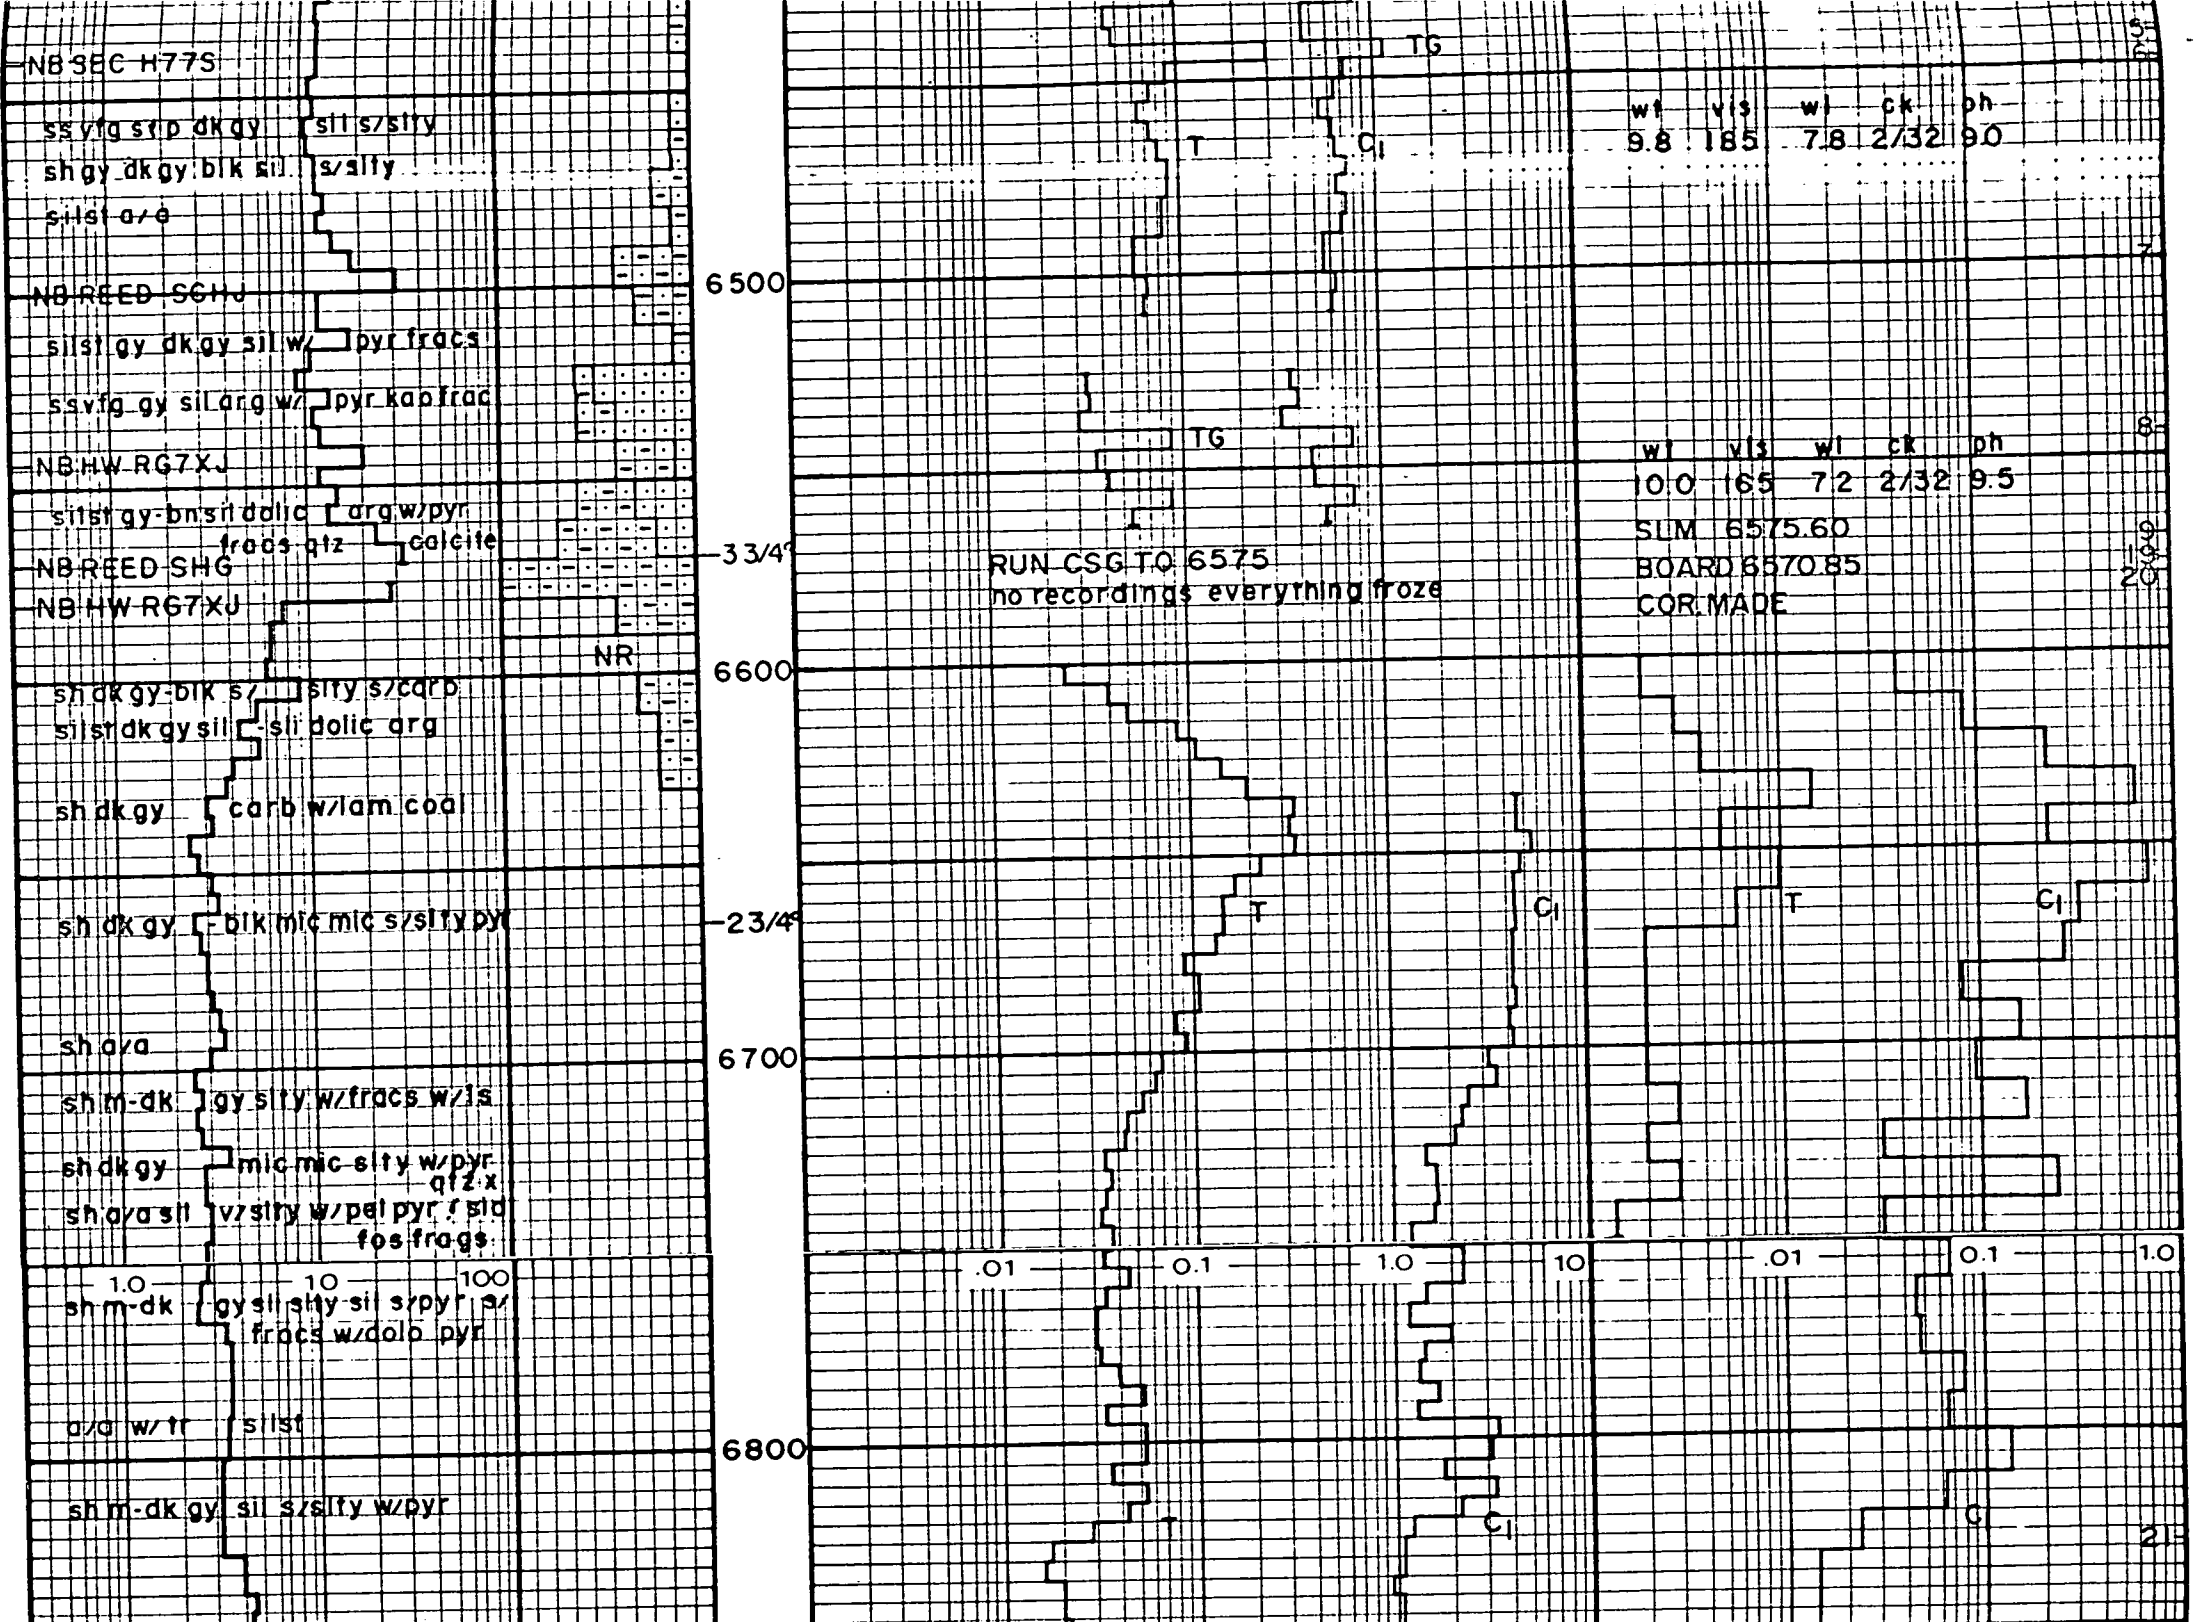 NB SEC H77S
ss vfg stp dk gy sil s/slty
sh gy dk gy blk sil s/slty
silst a/a
NB REED SGHJ
silst gy dk gy sil w/ pyr fracs
ss vfg gy sil arg w/ pyr kao frac
NB HW RG7XJ
silst gy-bn sil dolic arg w/pyr
fracs qtz calcite
NB REED SHG
NB HW RG7XJ
NR
sh dk gy-blk s/ slty s/carb
silst dk gy sil -sli dolic arg
sh dk gy carb w/lam coal
sh dk gy -blk mic mic s/slty pyr
sh a/a
sh m-dk gy slty w/fracs w/ls
sh dk gy mic mic slty w/pyr
qtz x
sh a/a sil v/slty w/pel pyr
fos frags
1.0 10 100
sh m-dk gy sil slty sil s/pyr s/
fracs w/dolo pyr
a/a w/tr silst
sh m-dk gy sil s/slty w/pyr
6500
-3 3/4°
6600
-2 3/4°
6700
6800
TG
T C1
TG
RUN CSG TO 6575
no recordings everything froze
T C1
.01 0.1 1.0 10
T C1
5
6
wt vis wl ck ph
9.8 185 7.8 2/32 9.0
7
8
wt vis wl ck ph
10.0 165 7.2 2/32 9.5
SLM 6575.60
BOARD 6570.85
COR. MADE
9
20
T C1
.01 0.1 1.0
C
21